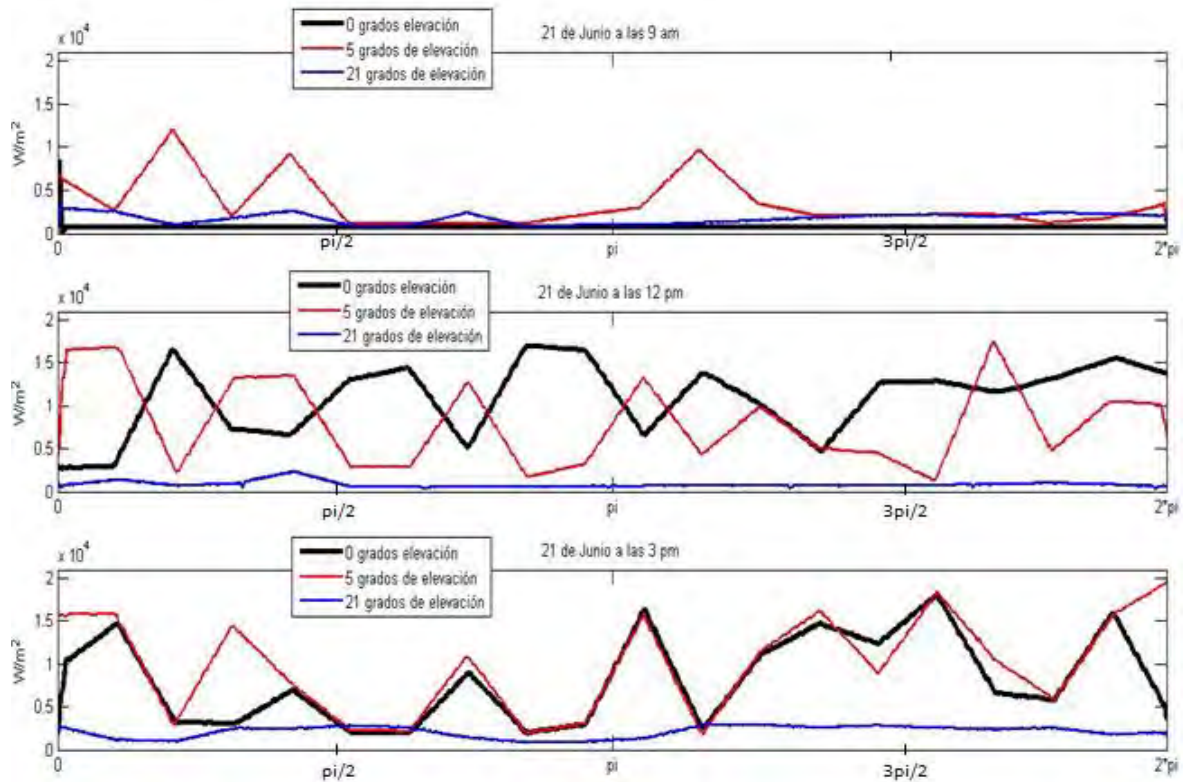 x 10⁴
0 grados elevación
5 grados de elevación
21 grados de elevación
21 de Junio a las 9 am
2
1.5
1
0.5
0
W/m²
0
pi/2
pi
3pi/2
2*pi
x 10⁴
0 grados elevación
5 grados de elevación
21 grados de elevación
21 de Junio a las 12 pm
2
1.5
1
0.5
0
W/m²
0
pi/2
pi
3pi/2
2*pi
x 10⁴
0 grados elevación
5 grados de elevación
21 grados de elevación
21 de Junio a las 3 pm
2
1.5
1
0.5
0
W/m²
0
pi/2
pi
3pi/2
2*pi